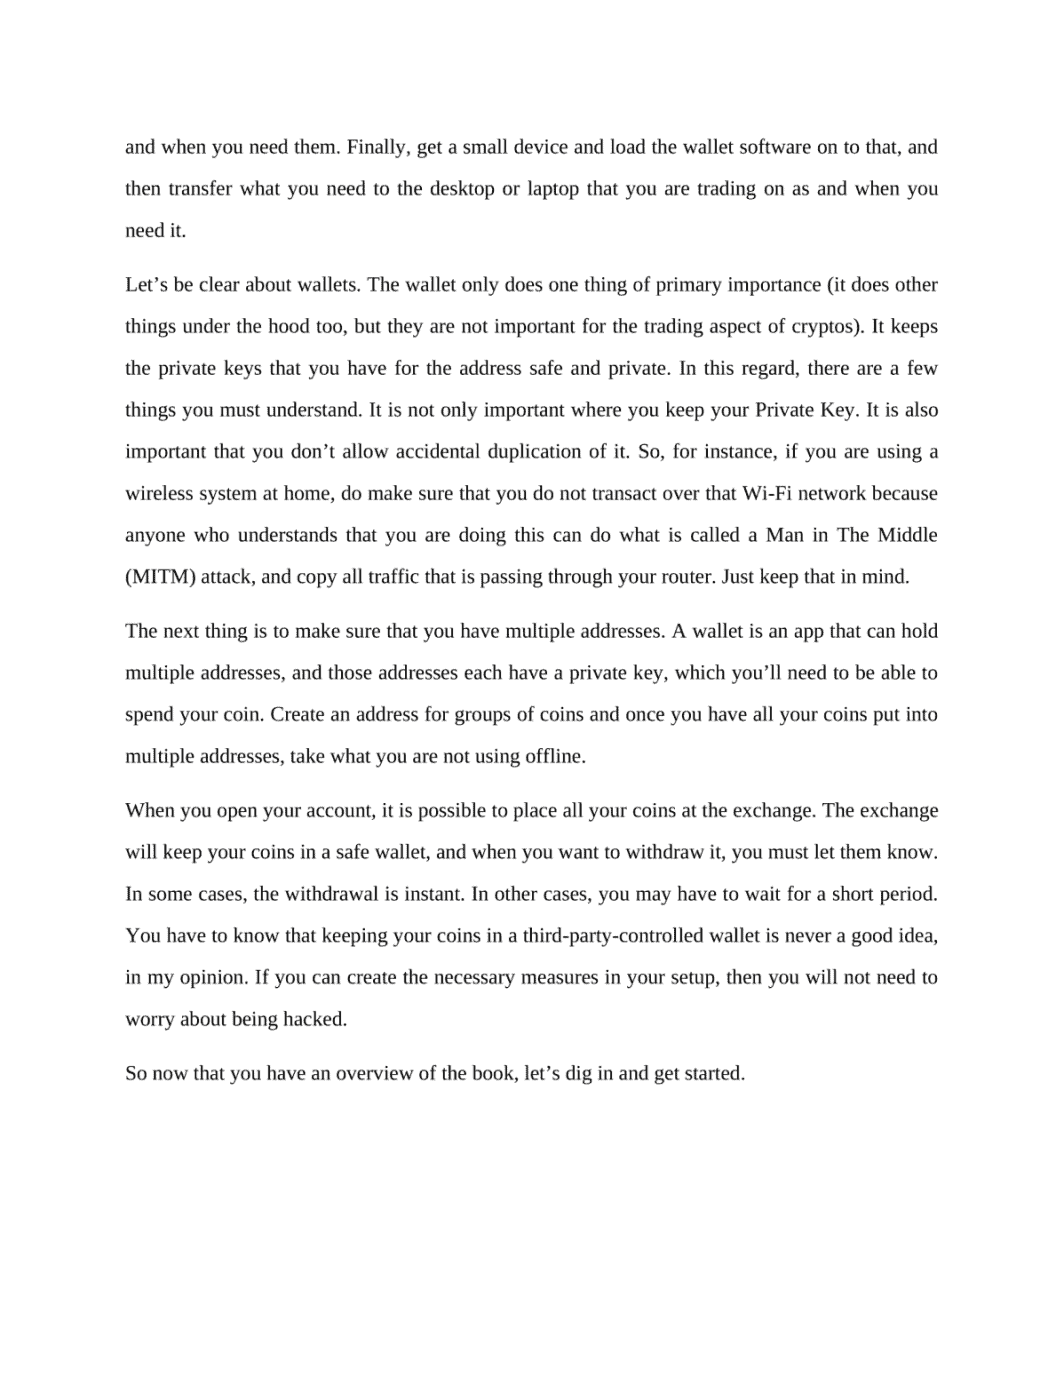 and when you need them. Finally, get a small device and load the wallet software on to that, and
then transfer what you need to the desktop or laptop that you are trading on as and when you
need it.
Let’s be clear about wallets. The wallet only does one thing of primary importance (it does other
things under the hood too, but they are not important for the trading aspect of cryptos). It keeps
the private keys that you have for the address safe and private. In this regard, there are a few
things you must understand. It is not only important where you keep your Private Key. It is also
important that you don’t allow accidental duplication of it. So, for instance, if you are using a
wireless system at home, do make sure that you do not transact over that Wi-Fi network because
anyone who understands that you are doing this can do what is called a Man in The Middle
(MITM) attack, and copy all traffic that is passing through your router. Just keep that in mind.
The next thing is to make sure that you have multiple addresses. A wallet is an app that can hold
multiple addresses, and those addresses each have a private key, which you’ll need to be able to
spend your coin. Create an address for groups of coins and once you have all your coins put into
multiple addresses, take what you are not using offline.
When you open your account, it is possible to place all your coins at the exchange. The exchange
will keep your coins in a safe wallet, and when you want to withdraw it, you must let them know.
In some cases, the withdrawal is instant. In other cases, you may have to wait for a short period.
You have to know that keeping your coins in a third-party-controlled wallet is never a good idea,
in my opinion. If you can create the necessary measures in your setup, then you will not need to
worry about being hacked.
So now that you have an overview of the book, let’s dig in and get started.